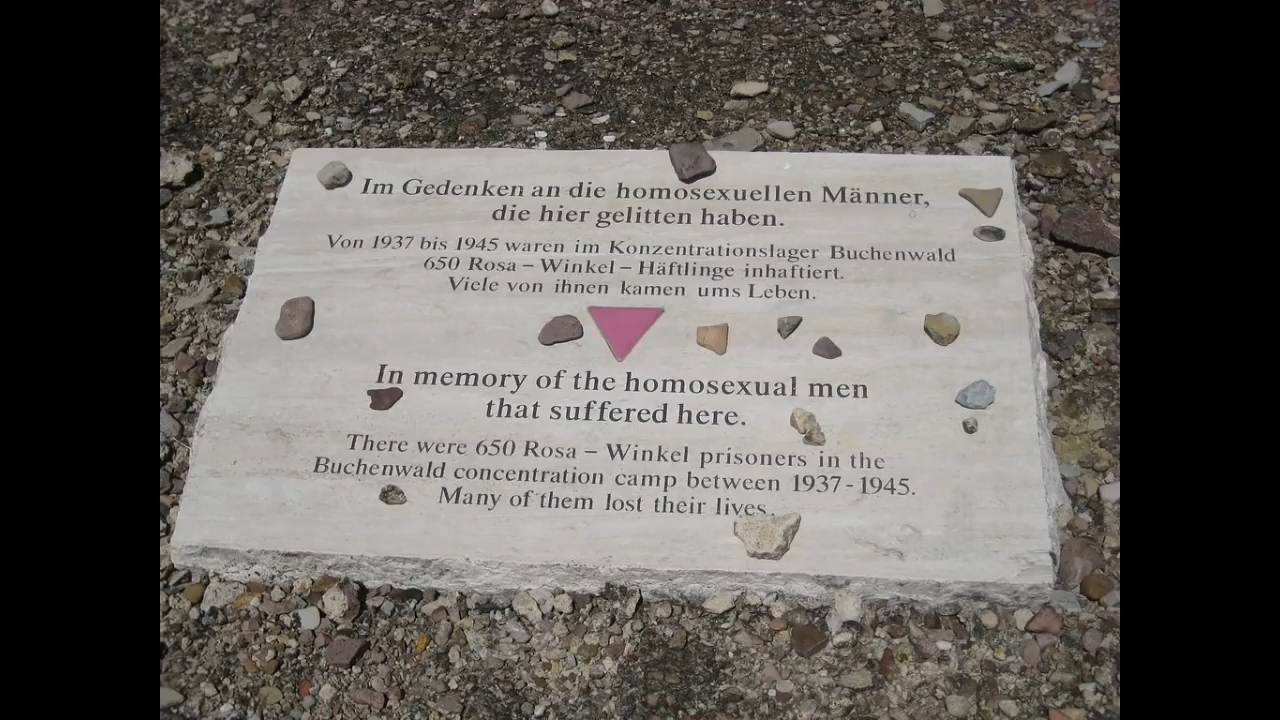 Im Gedenken an die homosexuellen Männer,
die hier gelitten haben.
Von 1937 bis 1945 waren im Konzentrationslager Buchenwald
650 Rosa – Winkel – Häftlinge inhaftiert.
Viele von ihnen kamen ums Leben.
In memory of the homosexual men
that suffered here.
There were 650 Rosa – Winkel prisoners in the
Buchenwald concentration camp between 1937 - 1945.
Many of them lost their lives.